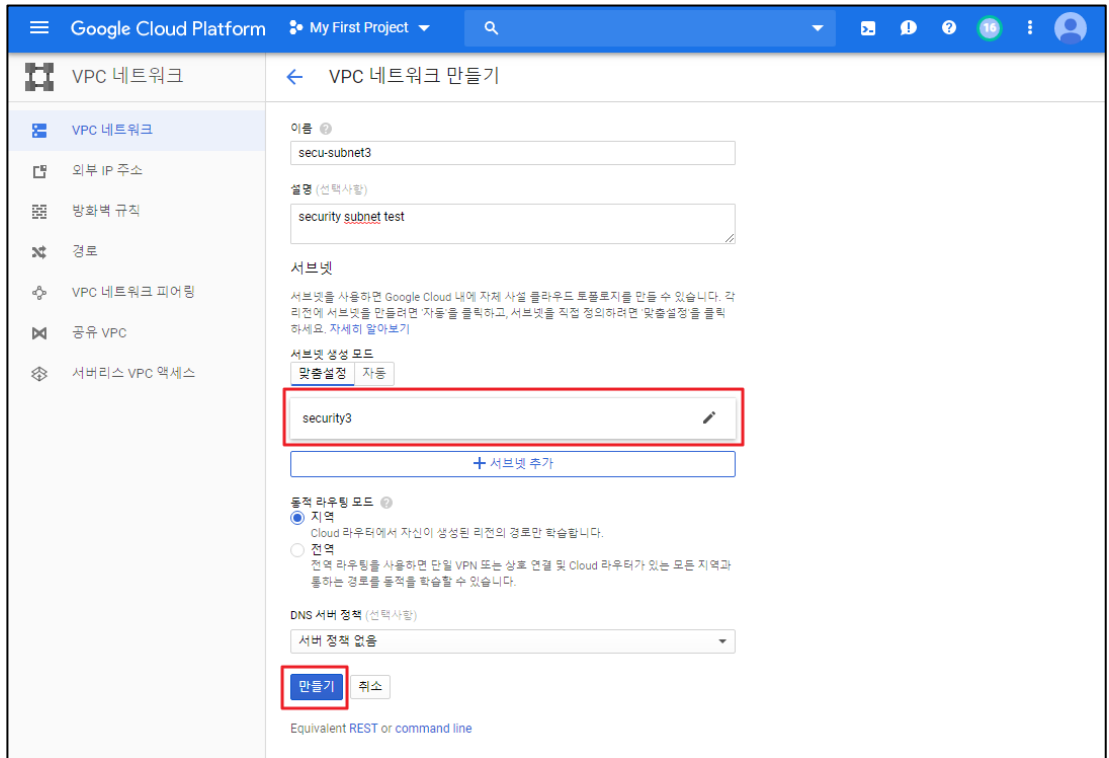 Google Cloud Platform
My First Project
16
VPC 네트워크
VPC 네트워크 만들기
VPC 네트워크
외부 IP 주소
방화벽 규칙
경로
VPC 네트워크 피어링
공유 VPC
서버리스 VPC 액세스
이름
secu-subnet3
설명 (선택사항)
security subnet test
서브넷
서브넷을 사용하면 Google Cloud 내에 자체 사설 클라우드 토폴로지를 만들 수 있습니다. 각
리전에 서브넷을 만들려면 '자동'을 클릭하고, 서브넷을 직접 정의하려면 '맞춤설정'을 클릭
하세요. 자세히 알아보기
서브넷 생성 모드
맞춤설정 자동
security3
서브넷 추가
동적 라우팅 모드
지역
Cloud 라우터에서 자신이 생성된 리전의 경로만 학습합니다.
전역
전역 라우팅을 사용하면 단일 VPN 또는 상호 연결 및 Cloud 라우터가 있는 모든 지역과
통하는 경로를 동적을 학습할 수 있습니다.
DNS 서버 정책 (선택사항)
서버 정책 없음
만들기 취소
Equivalent REST or command line